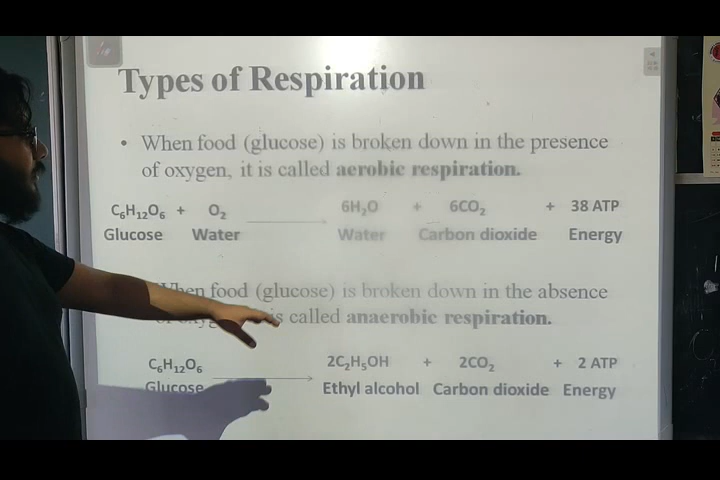 Types of Respiration
• When food (glucose) is broken down in the presence
of oxygen, it is called aerobic respiration.
C₆H₁₂O₆ + O₂ 6H₂O + 6CO₂ + 38 ATP
Glucose Water Water Carbon dioxide Energy
When food (glucose) is broken down in the absence
is called anaerobic respiration.
C₆H₁₂O₆ 2C₂H₅OH + 2CO₂ + 2 ATP
Glucose Ethyl alcohol Carbon dioxide Energy